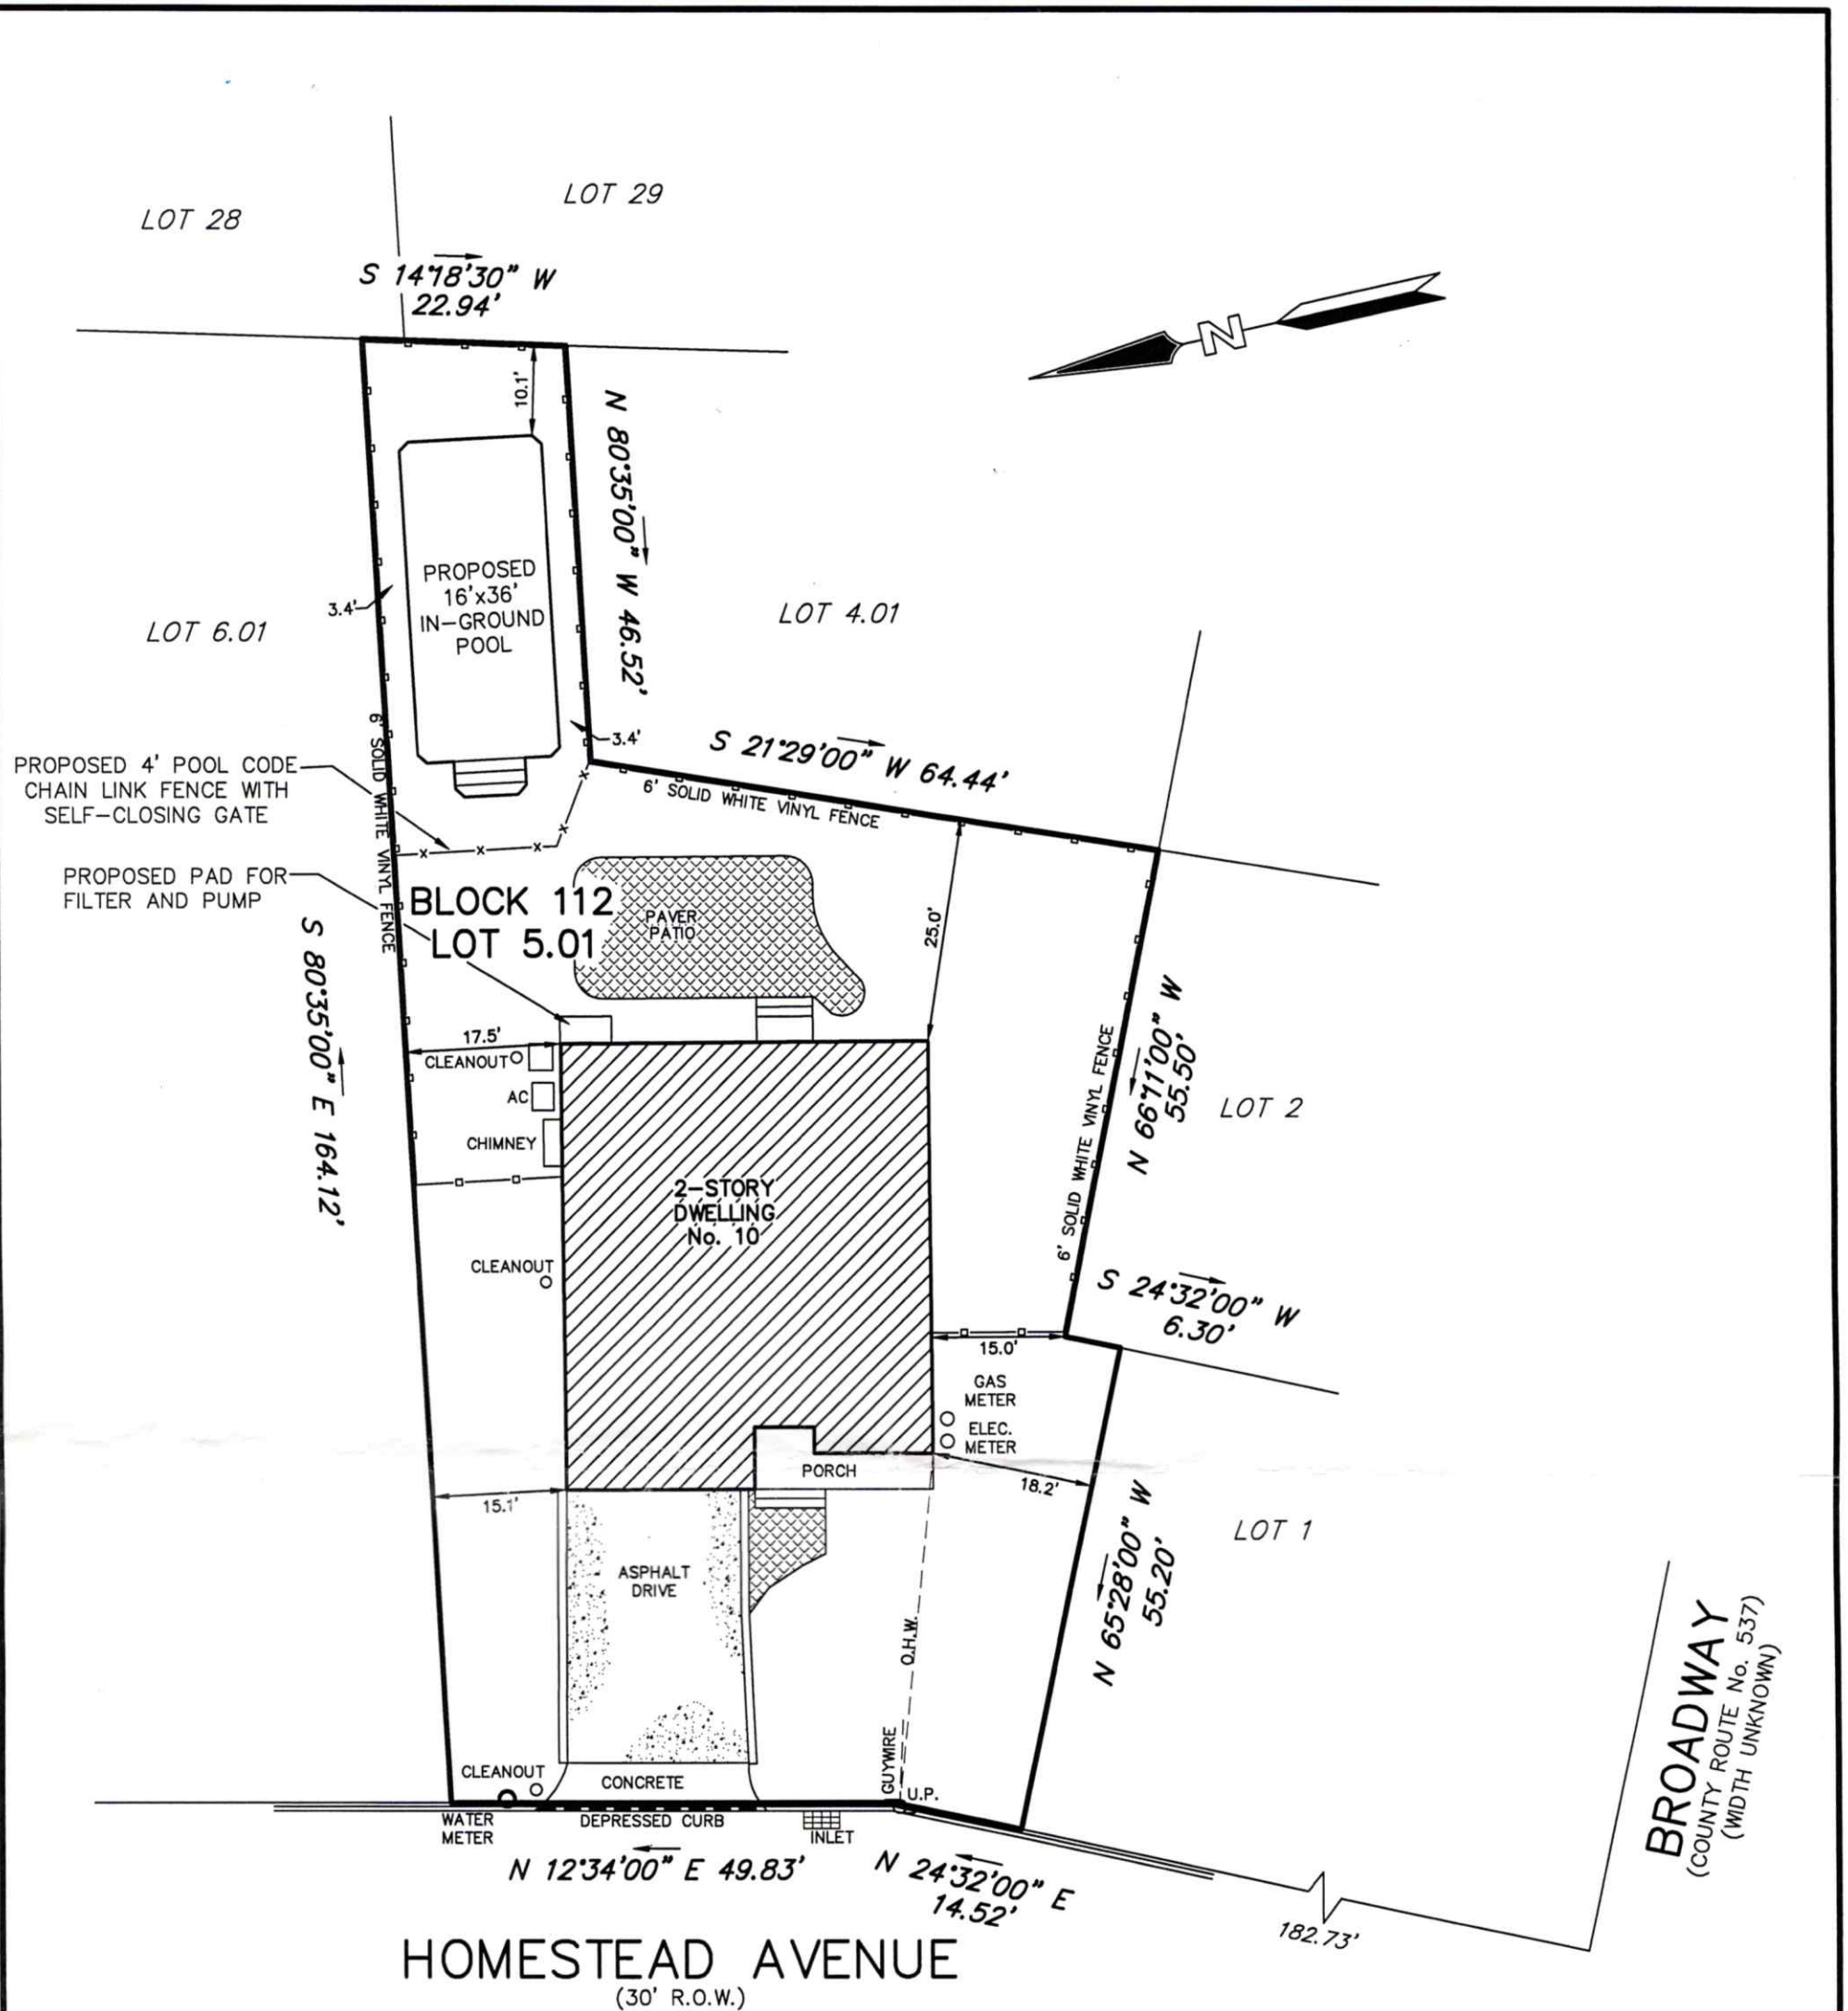 LOT 28
LOT 29
S 14°18'30" W
22.94'
N
10.1'
N 80°35'00" W 46.52'
PROPOSED
16'x36'
IN-GROUND
POOL
3.4'
LOT 6.01
LOT 4.01
3.4'
S 21°29'00" W 64.44'
6' SOLID WHITE VINYL FENCE
PROPOSED 4' POOL CODE
CHAIN LINK FENCE WITH
SELF-CLOSING GATE
6' SOLID WHITE VINYL FENCE
PROPOSED PAD FOR
FILTER AND PUMP
BLOCK 112
LOT 5.01
PAVER
PATIO
25.0'
S 80°35'00" E 164.12'
17.5'
CLEANOUT
AC
CHIMNEY
6' SOLID WHITE VINYL FENCE
N 66°11'00" W
55.50'
LOT 2
2-STORY
DWELLING
No. 10
CLEANOUT
S 24°32'00" W
6.30'
15.0'
GAS
METER
ELEC.
METER
PORCH
18.2'
15.1'
N 65°28'00" W
55.20'
LOT 1
ASPHALT
DRIVE
O.H.W.
GUYWIRE
U.P.
CLEANOUT
CONCRETE
WATER
METER
DEPRESSED CURB
INLET
N 12°34'00" E 49.83'
N 24°32'00" E
14.52'
182.73'
BROADWAY
(COUNTY ROUTE No. 537)
(WIDTH UNKNOWN)
HOMESTEAD AVENUE
(30' R.O.W.)